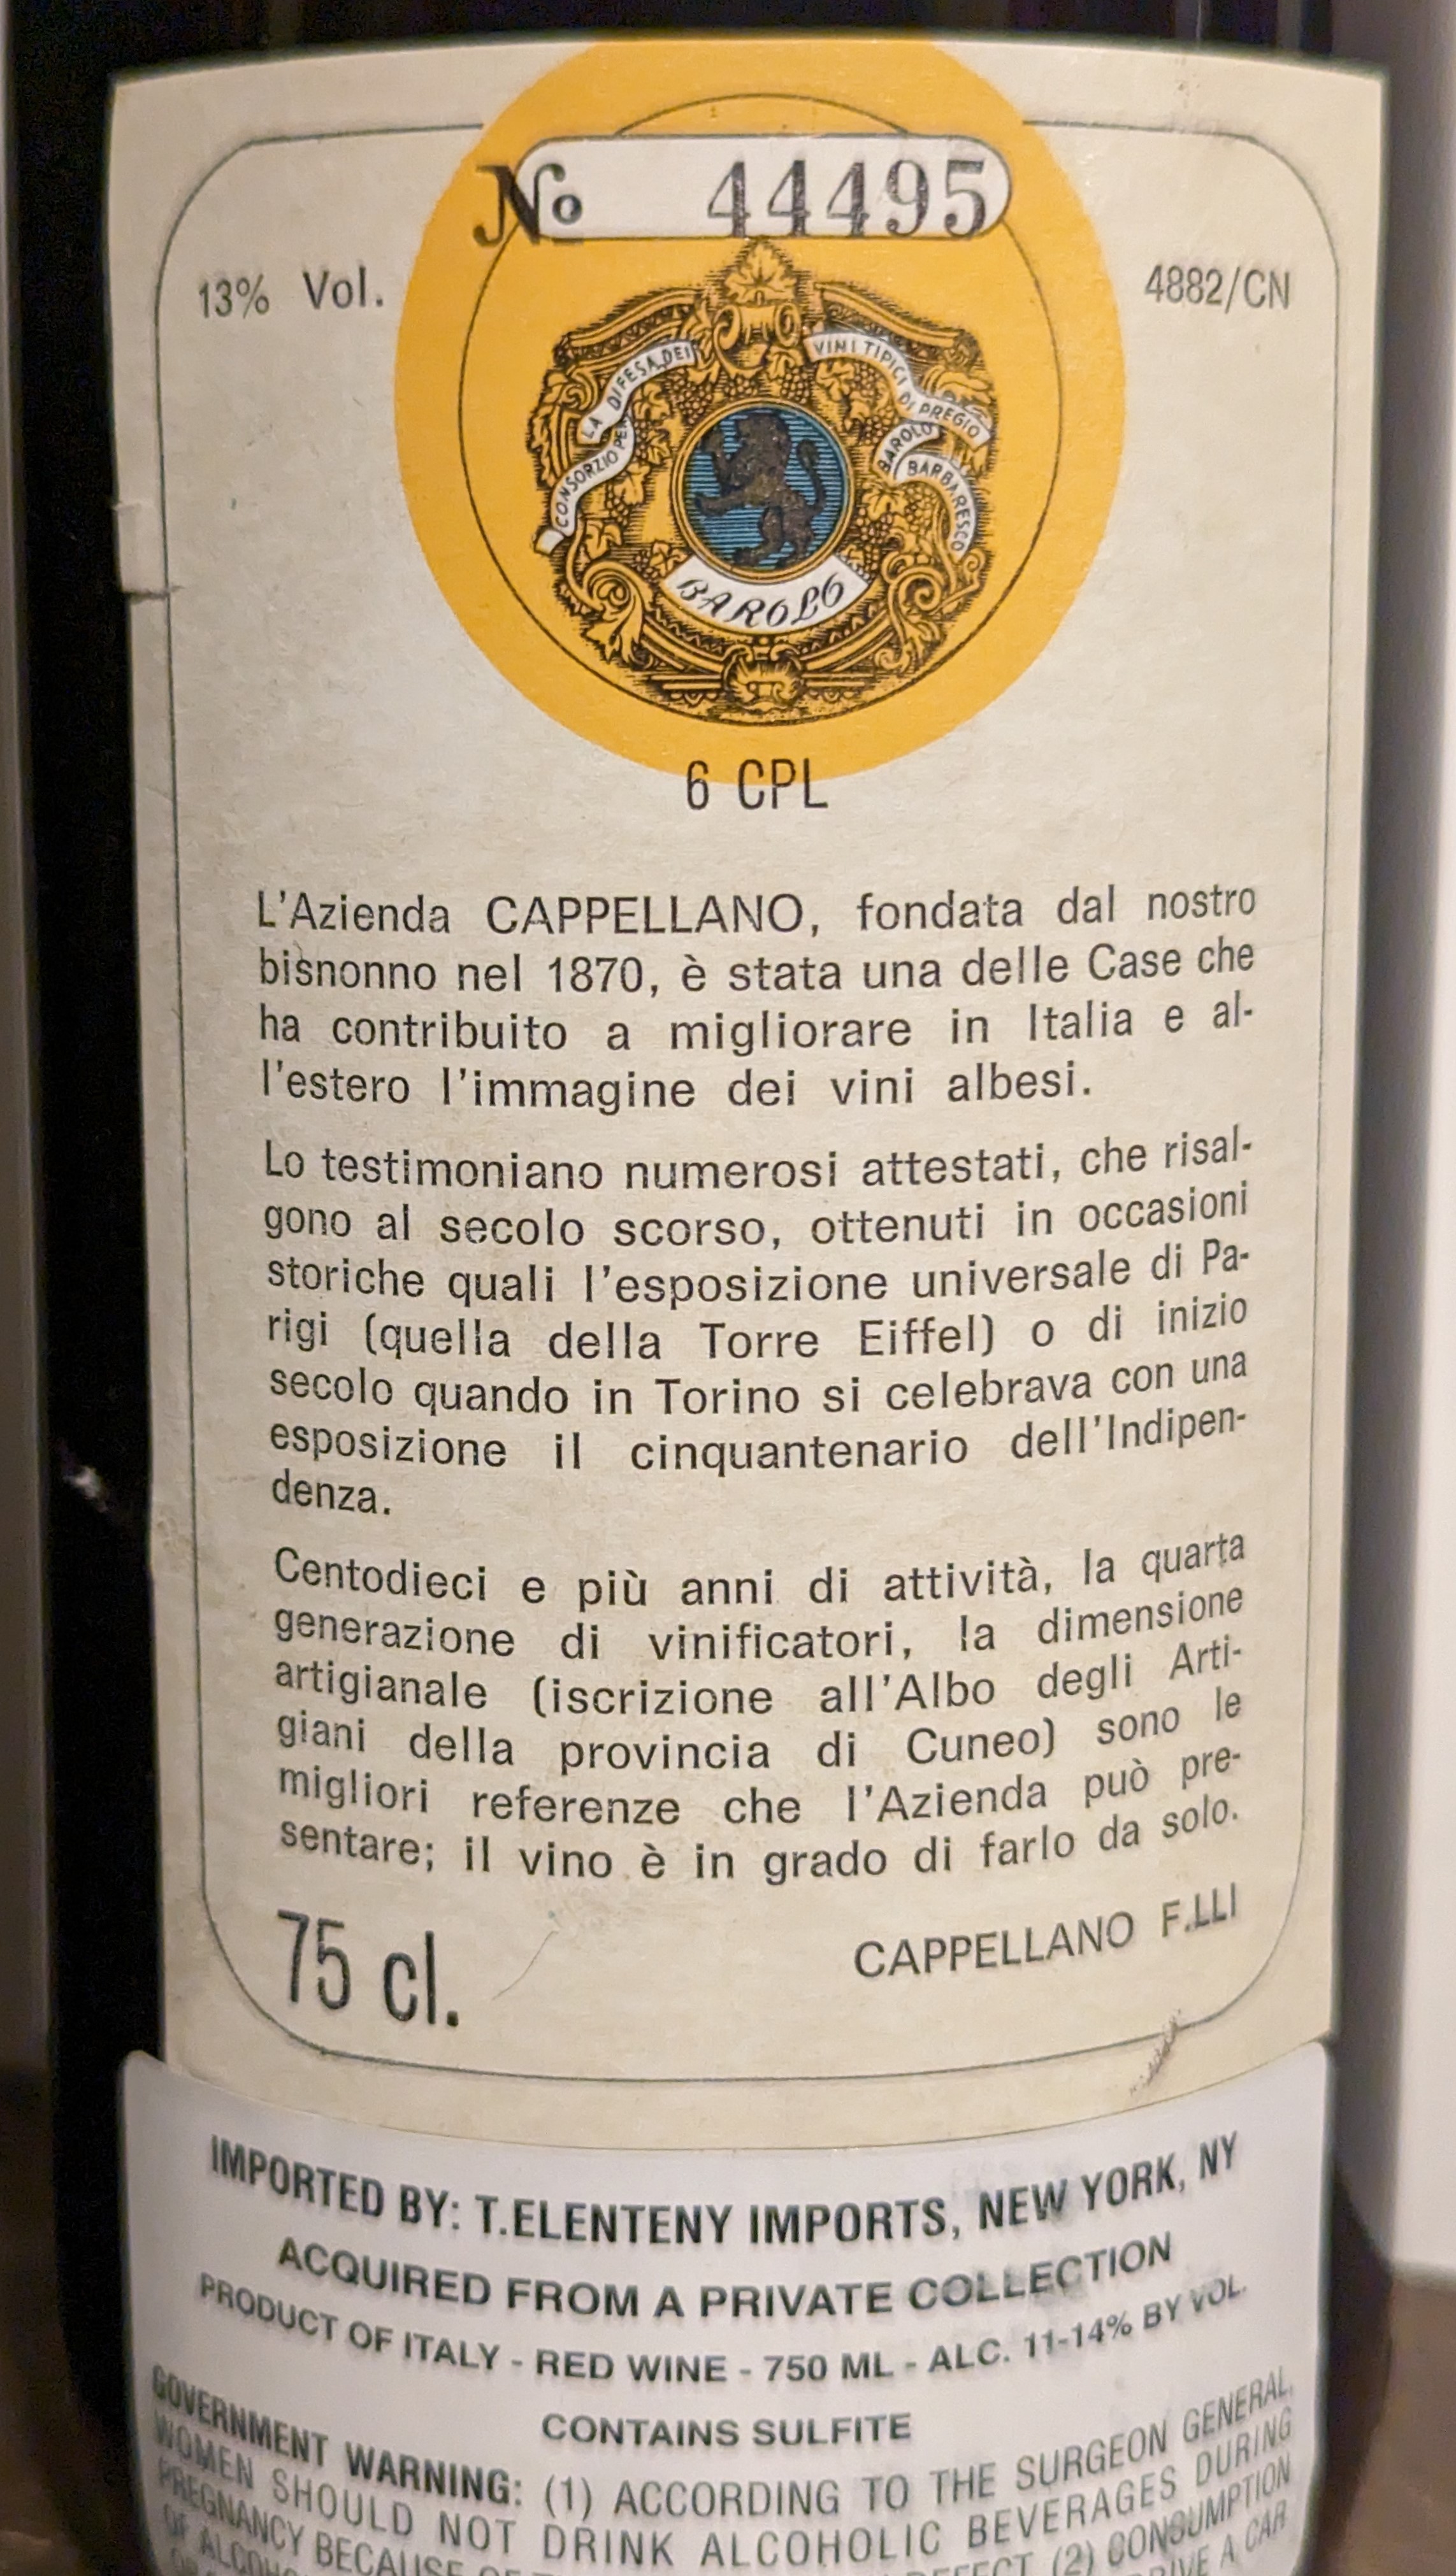 No 44495
13% Vol.
4882/CN
CONSORZIO PER LA DIFESA DEI
VINI TIPICI DI PREGIO
BAROLO BARBARESCO
BAROLO
6 CPL
L'Azienda CAPPELLANO, fondata dal nostro
bisnonno nel 1870, è stata una delle Case che
ha contribuito a migliorare in Italia e al-
l'estero l'immagine dei vini albesi.
Lo testimoniano numerosi attestati, che risal-
gono al secolo scorso, ottenuti in occasioni
storiche quali l'esposizione universale di Pa-
rigi (quella della Torre Eiffel) o di inizio
secolo quando in Torino si celebrava con una
esposizione il cinquantenario dell'Indipen-
denza.
Centodieci e più anni di attività, la quarta
generazione di vinificatori, la dimensione
artigianale (iscrizione all'Albo degli Arti-
giani della provincia di Cuneo) sono le
migliori referenze che l'Azienda può pre-
sentare; il vino è in grado di farlo da solo.
75 cl.
CAPPELLANO F.LLI
IMPORTED BY: T.ELENTENY IMPORTS, NEW YORK, NY
ACQUIRED FROM A PRIVATE COLLECTION
PRODUCT OF ITALY - RED WINE - 750 ML - ALC. 11-14% BY VOL.
CONTAINS SULFITE
GOVERNMENT WARNING: (1) ACCORDING TO THE SURGEON GENERAL,
WOMEN SHOULD NOT DRINK ALCOHOLIC BEVERAGES DURING
PREGNANCY BECAUSE (2) CONSUMPTION
A CAR